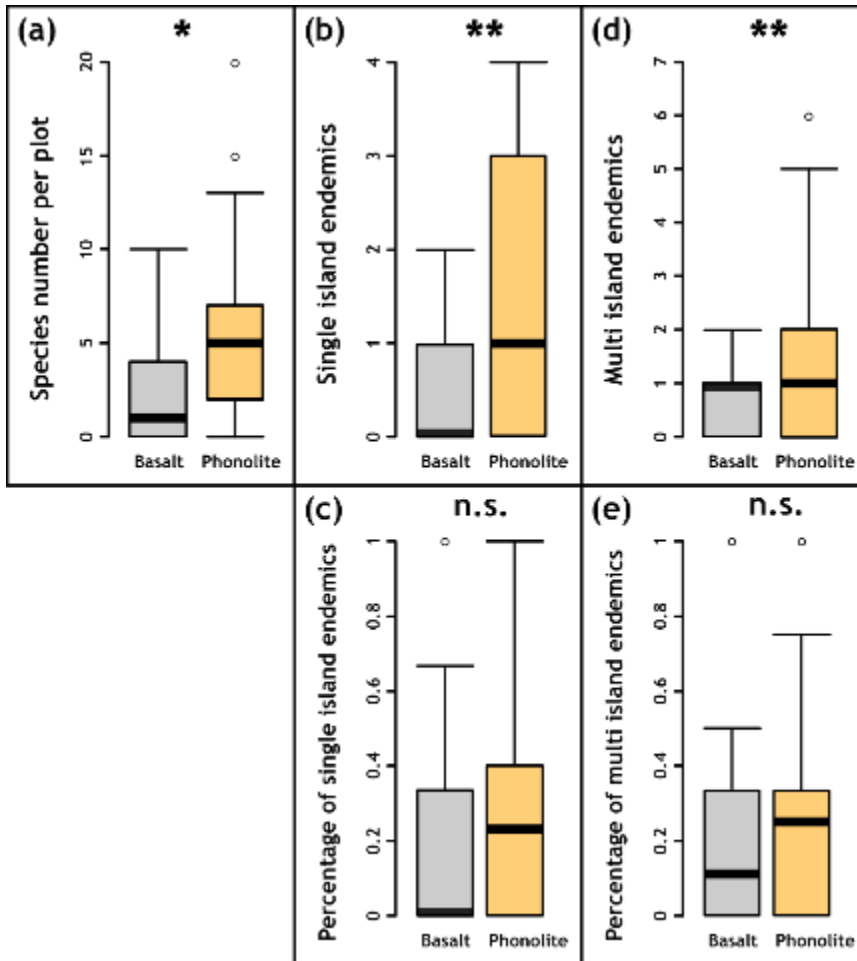 (a)
*
Species number per plot
20
15
10
5
0
Basalt Phonolite
(b)
**
Single island endemics
4
3
2
1
0
Basalt Phonolite
(d)
**
Multi island endemics
7
6
5
4
3
2
1
0
Basalt Phonolite
(c)
n.s.
Percentage of single island endemics
1
0.8
0.6
0.4
0.2
0
Basalt Phonolite
(e)
n.s.
Percentage of multi island endemics
1
0.8
0.6
0.4
0.2
0
Basalt Phonolite